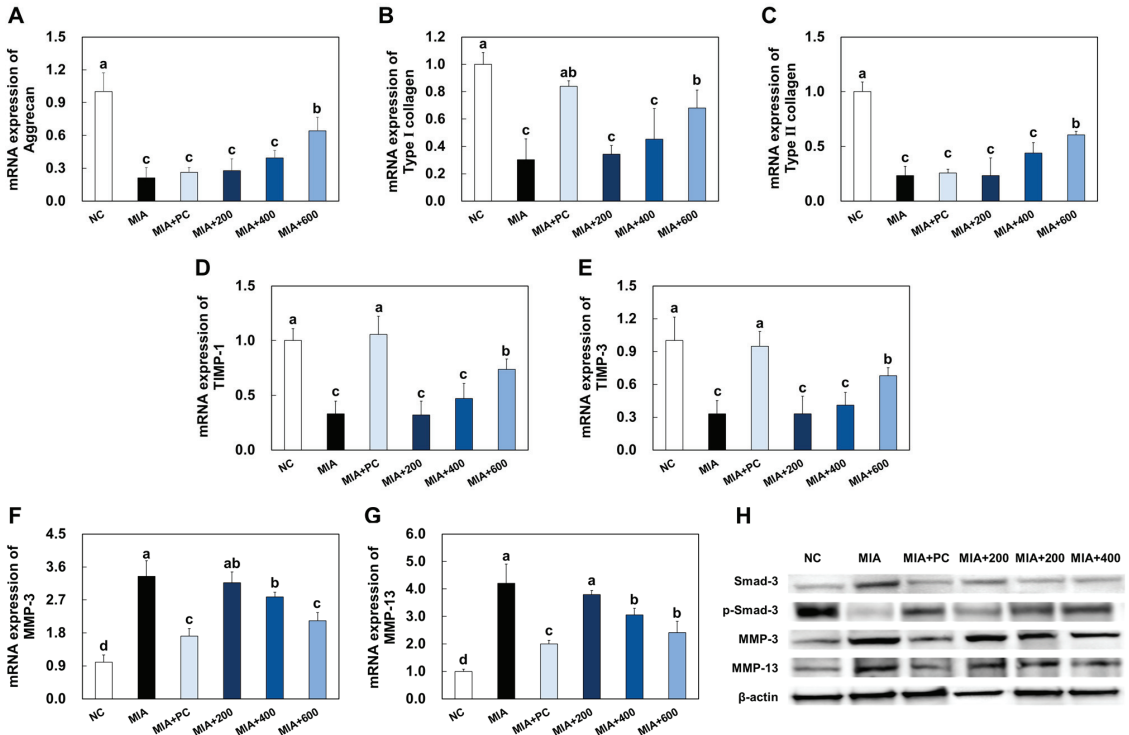 A
mRNA expression of
Aggrecan
1.5
1.2
0.9
0.6
0.3
0.0
a
c
c
c
c
b
NC
MIA
MIA+PC
MIA+200
MIA+400
MIA+600
B
mRNA expression of
Type I collagen
1.2
1.0
0.8
0.6
0.4
0.2
0.0
a
c
ab
c
c
b
NC
MIA
MIA+PC
MIA+200
MIA+400
MIA+600
C
mRNA expression of
Type II collagen
1.5
1.0
0.5
0.0
a
c
c
c
c
b
NC
MIA
MIA+PC
MIA+200
MIA+400
MIA+600
D
mRNA expression of
TIMP-1
1.5
1.0
0.5
0.0
a
c
a
c
c
b
NC
MIA
MIA+PC
MIA+200
MIA+400
MIA+600
E
mRNA expression of
TIMP-3
1.5
1.2
0.9
0.6
0.3
0.0
a
c
a
c
c
b
NC
MIA
MIA+PC
MIA+200
MIA+400
MIA+600
F
mRNA expression of
MMP-3
4.5
3.6
2.7
1.8
0.9
0.0
d
a
c
ab
b
c
NC
MIA
MIA+PC
MIA+200
MIA+400
MIA+600
G
mRNA expression of
MMP-13
6.0
5.0
4.0
3.0
2.0
1.0
0.0
d
a
c
a
b
b
NC
MIA
MIA+PC
MIA+200
MIA+400
MIA+600
H
NC MIA MIA+PC MIA+200 MIA+200 MIA+400
Smad-3
p-Smad-3
MMP-3
MMP-13
β-actin